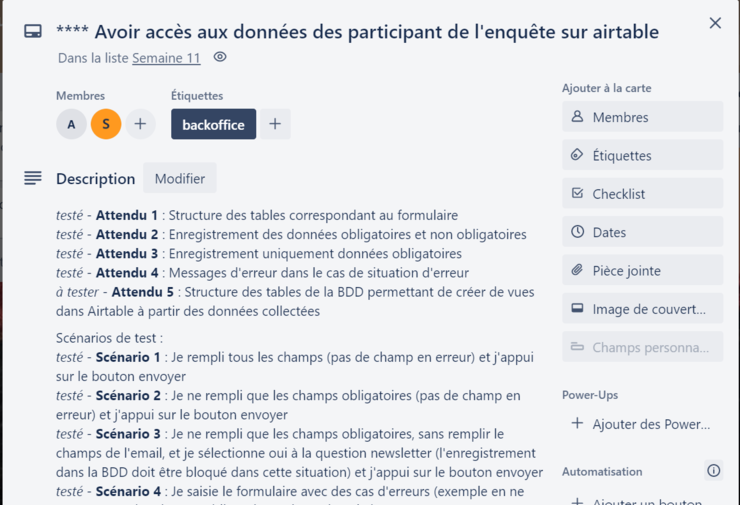 **** Avoir accès aux données des participant de l'enquête sur airtable
Dans la liste Semaine 11
Membres
Étiquettes
A
S
backoffice
Description
Modifier
testé - Attendu 1 : Structure des tables correspondant au formulaire
testé - Attendu 2 : Enregistrement des données obligatoires et non obligatoires
testé - Attendu 3 : Enregistrement uniquement données obligatoires
testé - Attendu 4 : Messages d'erreur dans le cas de situation d'erreur
à tester - Attendu 5 : Structure des tables de la BDD permettant de créer de vues
dans Airtable à partir des données collectées
Scénarios de test :
testé - Scénario 1 : Je rempli tous les champs (pas de champ en erreur) et j'appui
sur le bouton envoyer
testé - Scénario 2 : Je ne rempli que les champs obligatoires (pas de champ en
erreur) et j'appui sur le bouton envoyer
testé - Scénario 3 : Je ne rempli que les champs obligatoires, sans remplir le
champs de l'email, et je sélectionne oui à la question newsletter (l'enregistrement
dans la BDD doit être bloqué dans cette situation) et j'appui sur le bouton envoyer
testé - Scénario 4 : Je saisie le formulaire avec des cas d'erreurs (exemple en ne
Ajouter à la carte
Membres
Étiquettes
Checklist
Dates
Pièce jointe
Image de couvert...
Champs personna...
Power-Ups
Ajouter des Power...
Automatisation
Ajouter un bouton